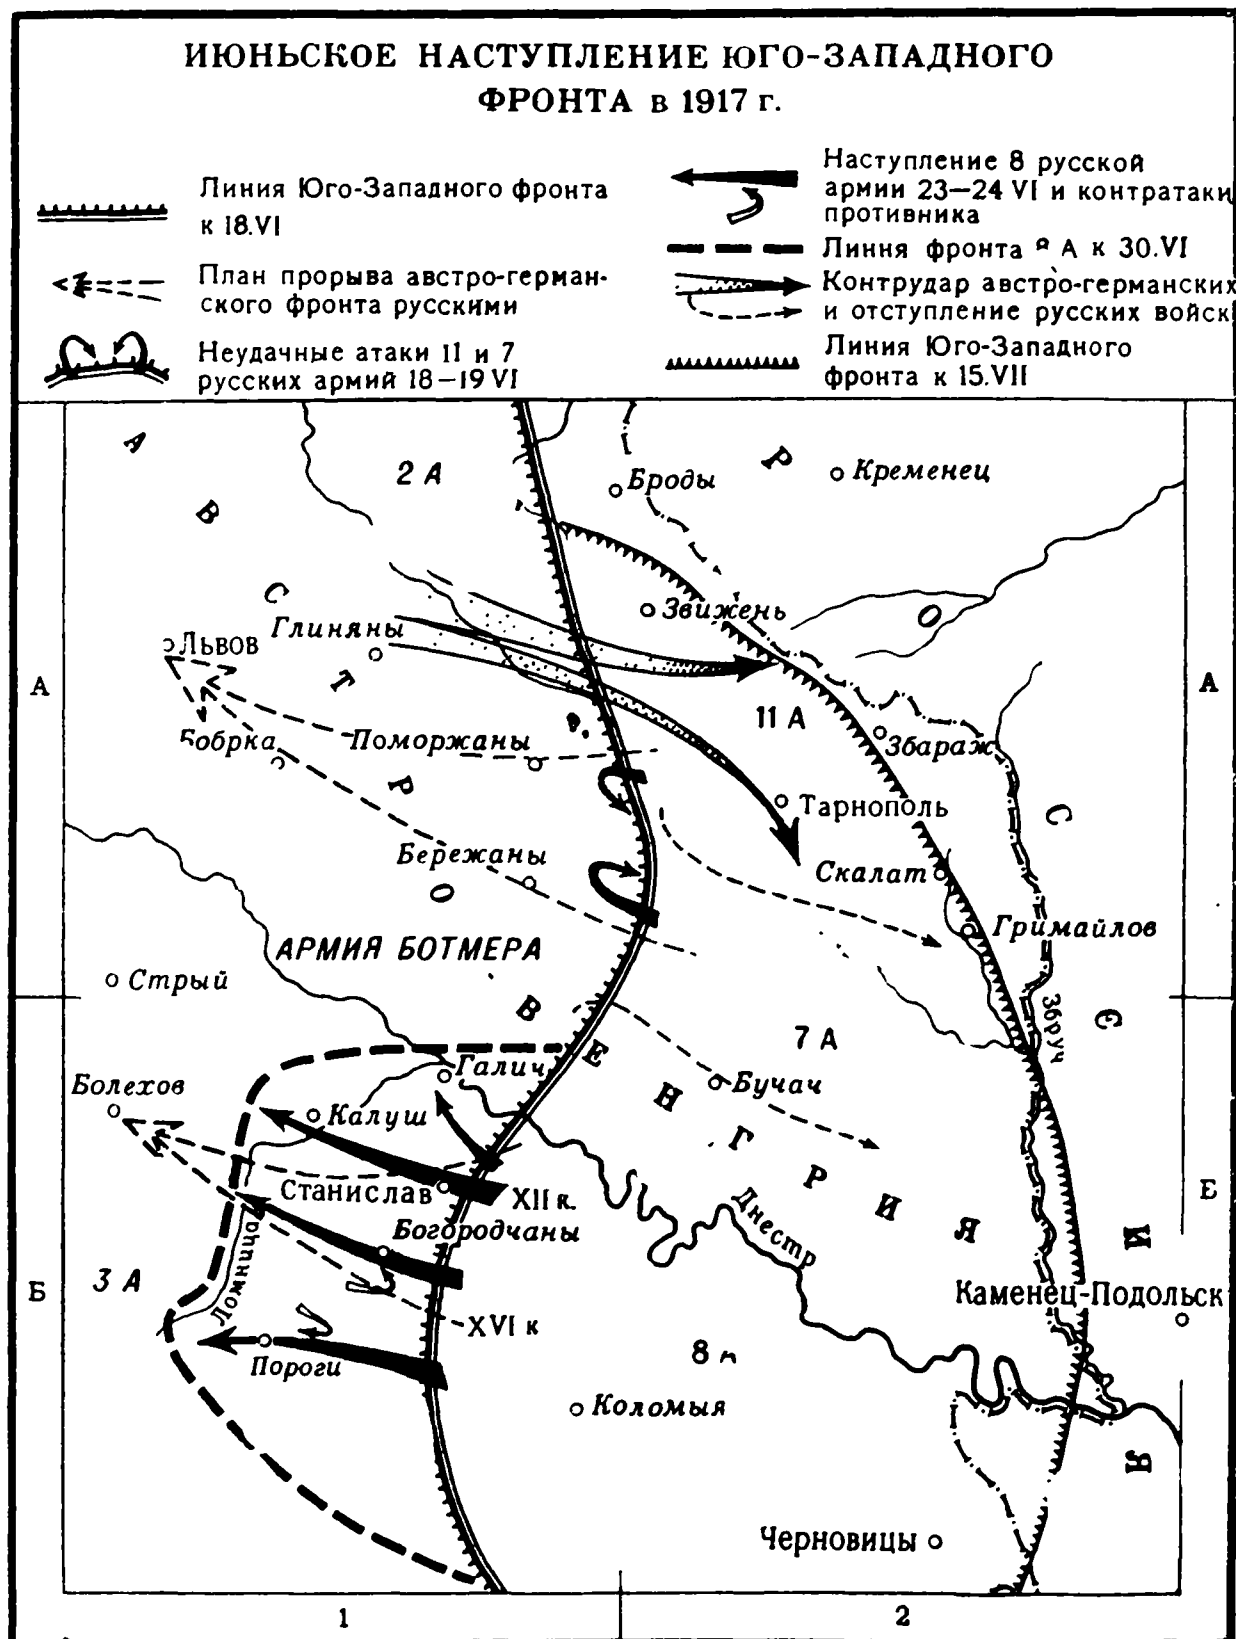 ИЮНЬСКОЕ НАСТУПЛЕНИЕ ЮГО-ЗАПАДНОГО
ФРОНТА в 1917 г.
Линия Юго-Западного фронта
к 18.VI
План прорыва австро-герман-
ского фронта русскими
Неудачные атаки 11 и 7
русских армий 18-19 VI
Наступление 8 русской
армии 23-24 VI и контратаки
противника
Линия фронта А к 30.VI
Контрудар австро-германских
и отступление русских войск
Линия Юго-Западного
фронта к 15.VII
АВСТРО
ВЕНГРИЯ
РОССИЯ
2 А
Броды
Кременец
Звижень
Глиняны
Львов
А
А
11 А
Бобрка
Поморжаны
Збараж
Тарнополь
Бережаны
Скалат
Гримайлов
АРМИЯ БОТМЕРА
Стрый
Збруч
7 А
Галич
Болехов
Бучач
Калуш
Станислав
XII к.
Днестр
Богородчаны
Ломница
3 А
Б
Б
Каменец-Подольск
XVI к
Пороги
8
Коломыя
Черновицы
1
2